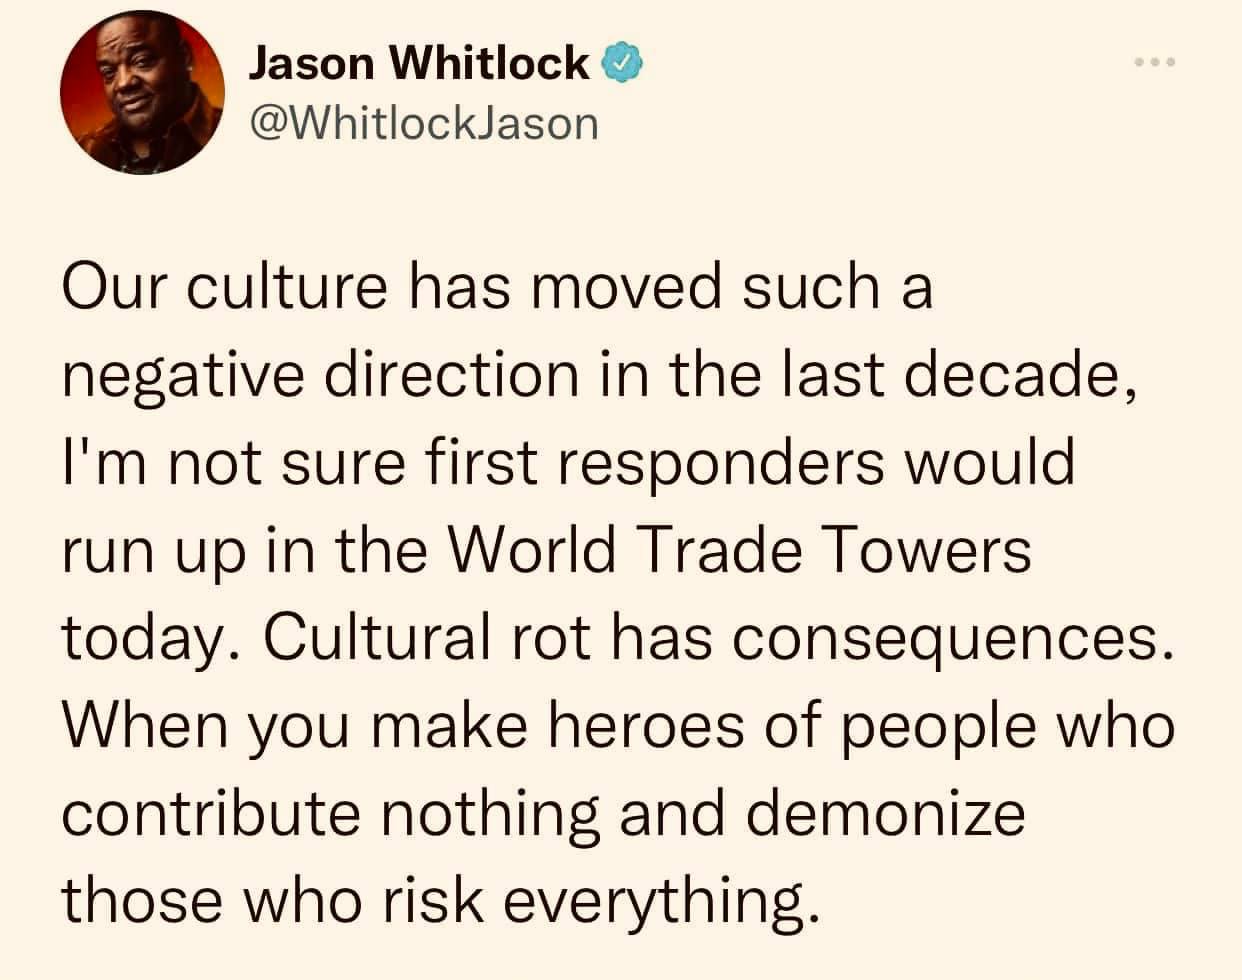 Jason Whitlock
@WhitlockJason
Our culture has moved such a
negative direction in the last decade,
I'm not sure first responders would
run up in the World Trade Towers
today. Cultural rot has consequences.
When you make heroes of people who
contribute nothing and demonize
those who risk everything.